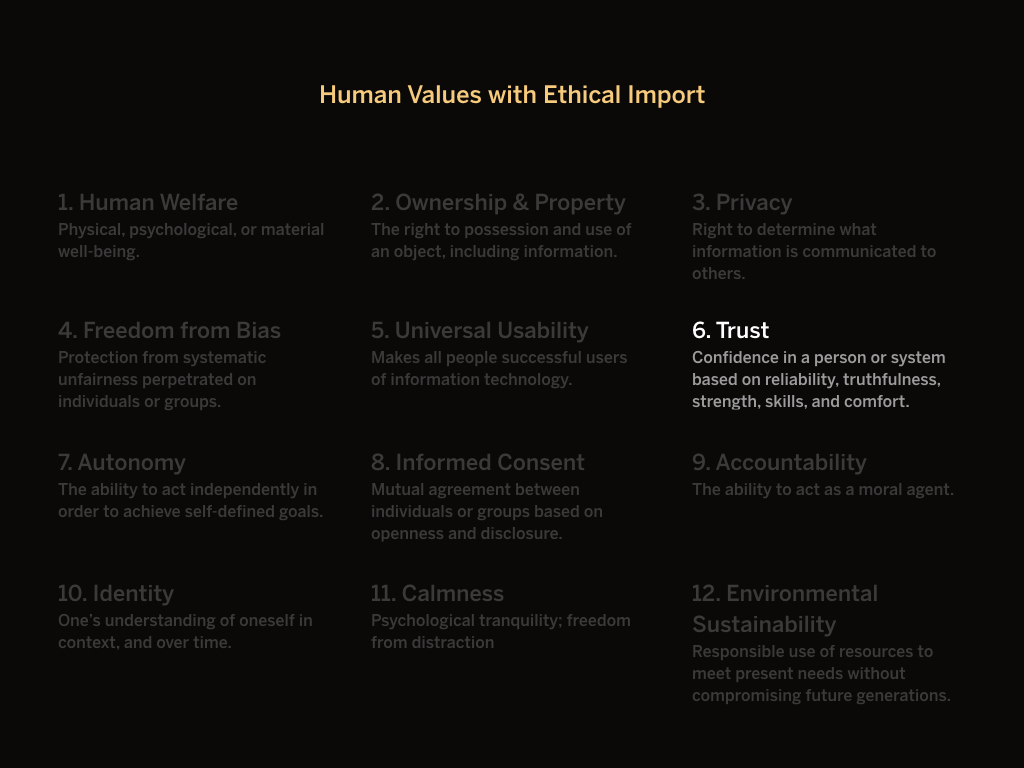 Human Values with Ethical Import
1. Human Welfare
Physical, psychological, or material
well-being.
2. Ownership & Property
The right to possession and use of
an object, including information.
3. Privacy
Right to determine what
information is communicated to
others.
4. Freedom from Bias
Protection from systematic
unfairness perpetrated on
individuals or groups.
5. Universal Usability
Makes all people successful users
of information technology.
6. Trust
Confidence in a person or system
based on reliability, truthfulness,
strength, skills, and comfort.
7. Autonomy
The ability to act independently in
order to achieve self-defined goals.
8. Informed Consent
Mutual agreement between
individuals or groups based on
openness and disclosure.
9. Accountability
The ability to act as a moral agent.
10. Identity
One's understanding of oneself in
context, and over time.
11. Calmness
Psychological tranquility; freedom
from distraction
12. Environmental
Sustainability
Responsible use of resources to
meet present needs without
compromising future generations.